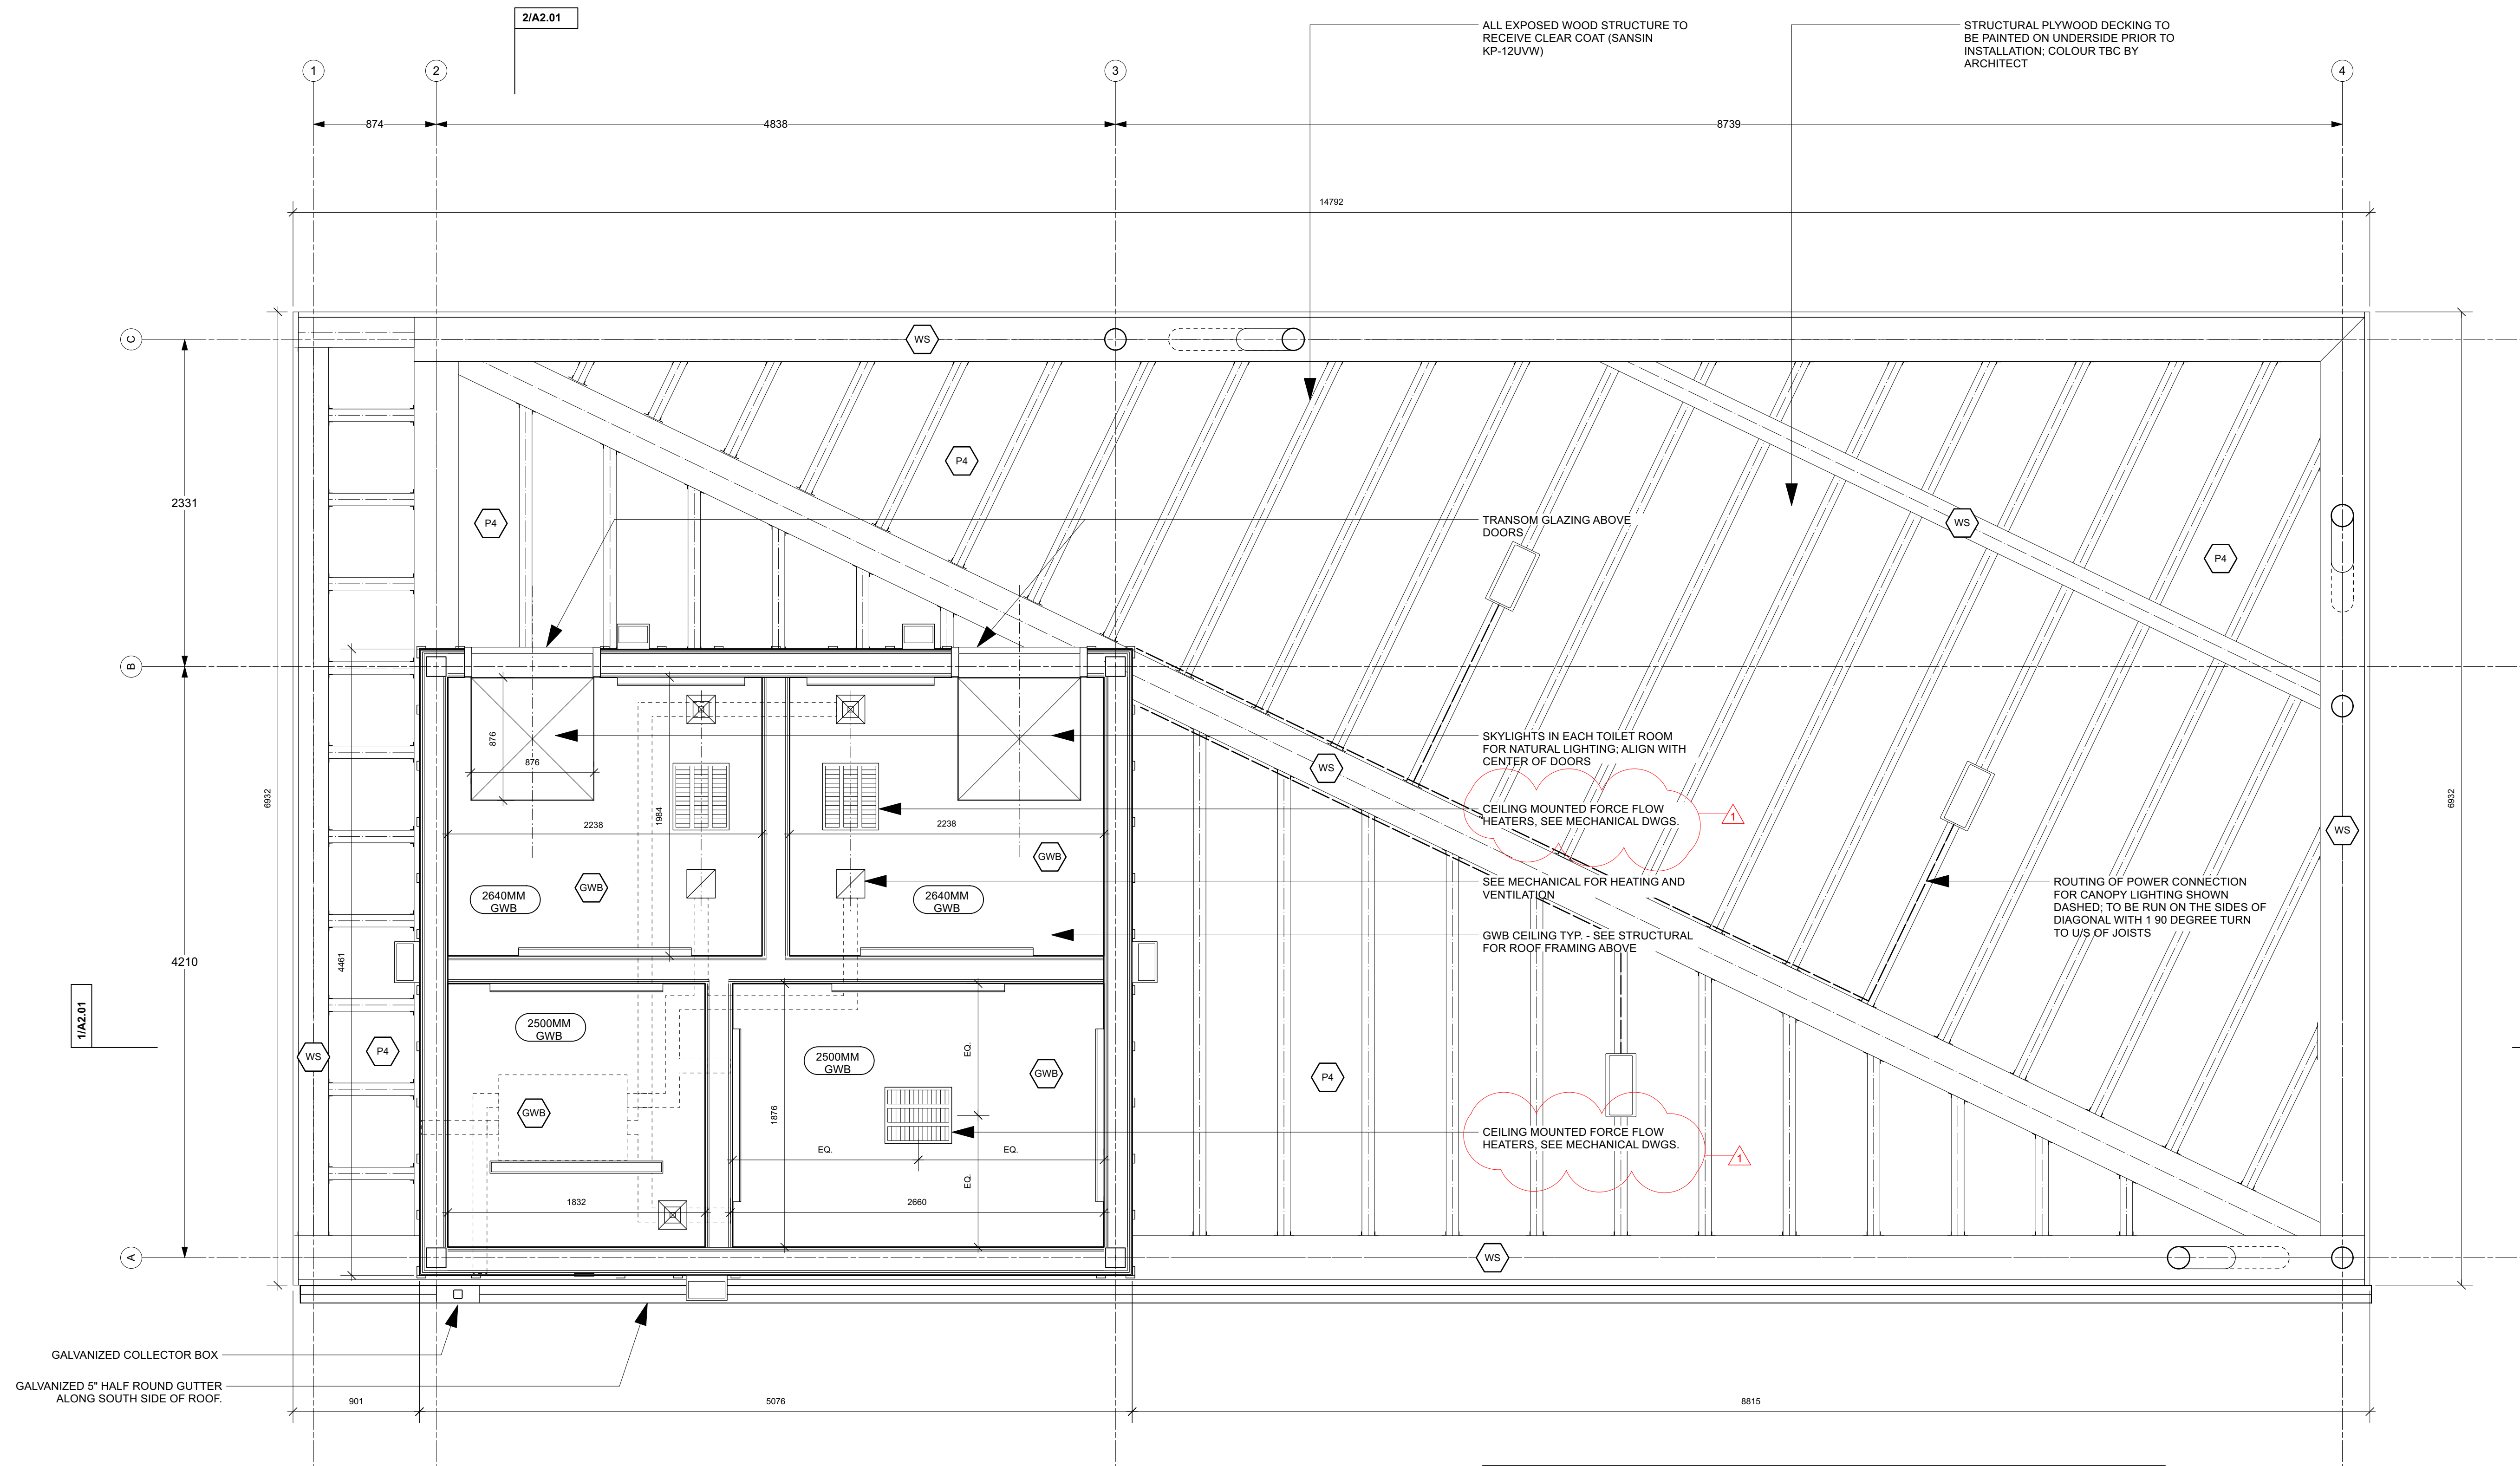 2/A2.01
ALL EXPOSED WOOD STRUCTURE TO
RECEIVE CLEAR COAT (SANSIN
KP-12UVW)
STRUCTURAL PLYWOOD DECKING TO
BE PAINTED ON UNDERSIDE PRIOR TO
INSTALLATION; COLOUR TBC BY
ARCHITECT
1
2
3
4
874
4838
8739
14792
C
WS
2331
P4
P4
TRANSOM GLAZING ABOVE
DOORS
WS
P4
B
876
876
SKYLIGHTS IN EACH TOILET ROOM
FOR NATURAL LIGHTING; ALIGN WITH
CENTER OF DOORS
WS
6932
6932
1984
CEILING MOUNTED FORCE FLOW
HEATERS, SEE MECHANICAL DWGS.
1
2238
2238
WS
GWB
GWB
2640MM
GWB
2640MM
GWB
SEE MECHANICAL FOR HEATING AND
VENTILATION
ROUTING OF POWER CONNECTION
FOR CANOPY LIGHTING SHOWN
DASHED; TO BE RUN ON THE SIDES OF
DIAGONAL WITH 1 90 DEGREE TURN
TO U/S OF JOISTS
GWB CEILING TYP. - SEE STRUCTURAL
FOR ROOF FRAMING ABOVE
4210
4461
1/A2.01
2500MM
GWB
WS
P4
2500MM
GWB
EQ.
GWB
P4
GWB
1876
CEILING MOUNTED FORCE FLOW
HEATERS, SEE MECHANICAL DWGS.
1
EQ.
EQ.
EQ.
1832
2660
A
WS
GALVANIZED COLLECTOR BOX
GALVANIZED 5" HALF ROUND GUTTER
ALONG SOUTH SIDE OF ROOF.
901
5076
8815